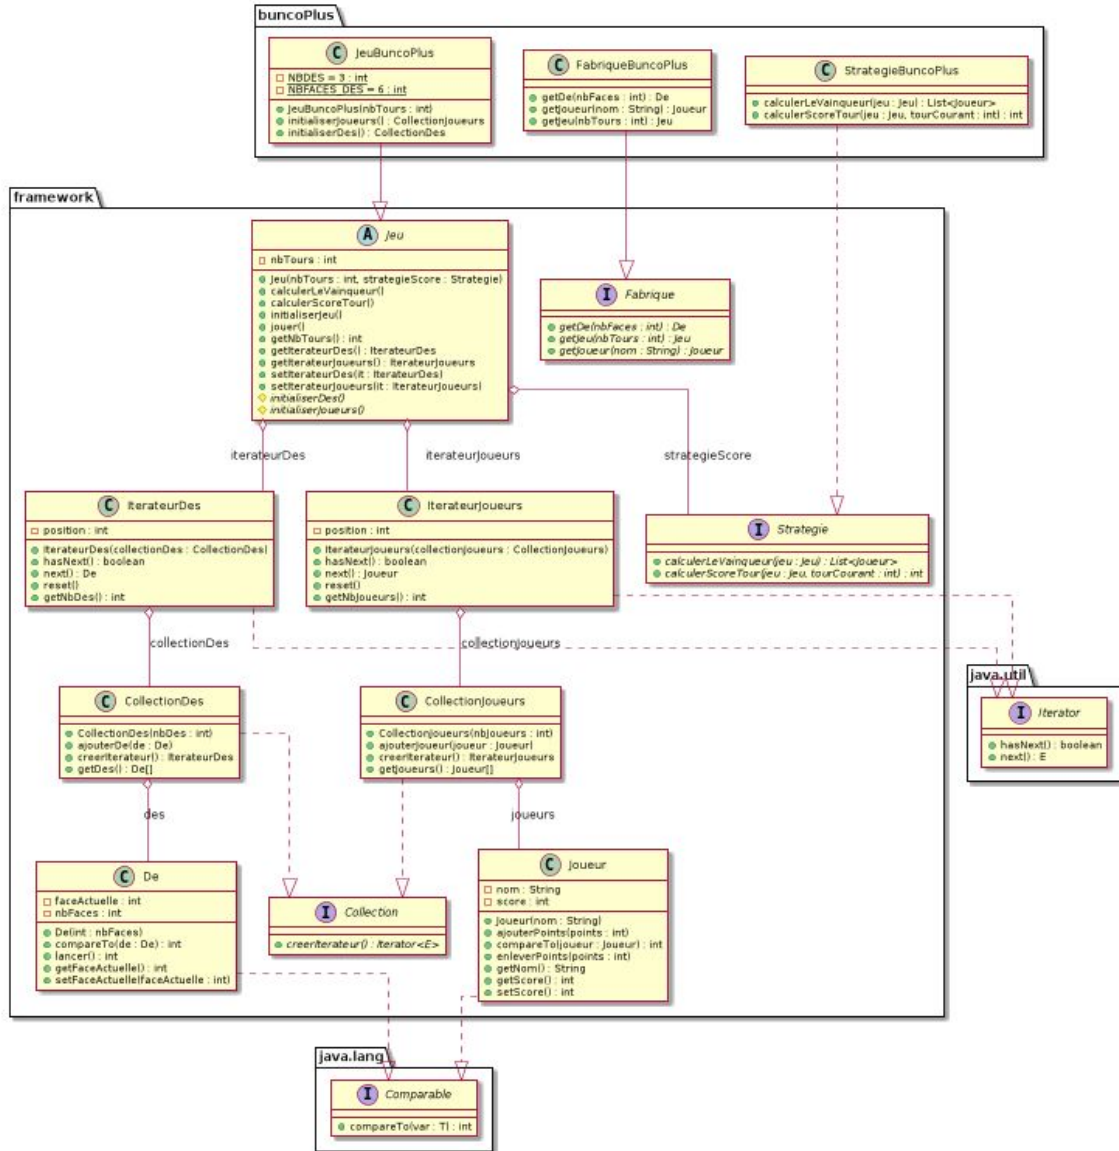 buncoPlus
C JeuBuncoPlus
NBDES = 3 : int
NBFACES_DES = 6 : int
JeuBuncoPlus(nbTours : int)
initialiserJoueurs() : CollectionJoueurs
initialiserDes() : CollectionDes
C FabriqueBuncoPlus
getDe(nbFaces : int) : De
getJoueur(nom : String) : Joueur
getJeu(nbTours : int) : Jeu
C StrategieBuncoPlus
calculerLeVainqueur(jeu : Jeu) : List<Joueur>
calculerScoreTour(jeu : Jeu, tourCourant : int) : int
framework
A Jeu
nbTours : int
Jeu(nbTours : int, strategieScore : Strategie)
calculerLeVainqueur()
calculerScoreTour()
initialiserJeu()
jouer()
getNbTours() : int
getIterateurDes() : IterateurDes
getIterateurJoueurs() : IterateurJoueurs
setIterateurDes(it : IterateurDes)
setIterateurJoueurs(it : IterateurJoueurs)
initialiserDes()
initialiserJoueurs()
I Fabrique
getDe(nbFaces : int) : De
getJeu(nbTours : int) : Jeu
getJoueur(nom : String) : Joueur
iterateurDes
iterateurJoueurs
strategieScore
C IterateurDes
position : int
IterateurDes(collectionDes : CollectionDes)
hasNext() : boolean
next() : De
reset()
getNbDes() : int
C IterateurJoueurs
position : int
IterateurJoueurs(collectionJoueurs : CollectionJoueurs)
hasNext() : boolean
next() : Joueur
reset()
getNbJoueurs() : int
I Strategie
calculerLeVainqueur(jeu : Jeu) : List<Joueur>
calculerScoreTour(jeu : Jeu, tourCourant : int) : int
collectionDes
collectionJoueurs
java.util
I Iterator
hasNext() : boolean
next() : E
C CollectionDes
CollectionDes(nbDes : int)
ajouterDe(de : De)
creerIterateur() : IterateurDes
getDes() : De[]
C CollectionJoueurs
CollectionJoueurs(nbJoueurs : int)
ajouterJoueur(joueur : Joueur)
creerIterateur() : IterateurJoueurs
getJoueurs() : Joueur[]
des
joueurs
C De
faceActuelle : int
nbFaces : int
De(int : nbFaces)
compareTo(de : De) : int
lancer() : int
getFaceActuelle() : int
setFaceActuelle(faceActuelle : int)
I Collection
creerIterateur() : Iterator<E>
C Joueur
nom : String
score : int
Joueur(nom : String)
ajouterPoints(points : int)
compareTo(joueur : Joueur) : int
enleverPoints(points : int)
getNom() : String
getScore() : int
setScore() : int
java.lang
I Comparable
compareTo(var : T) : int